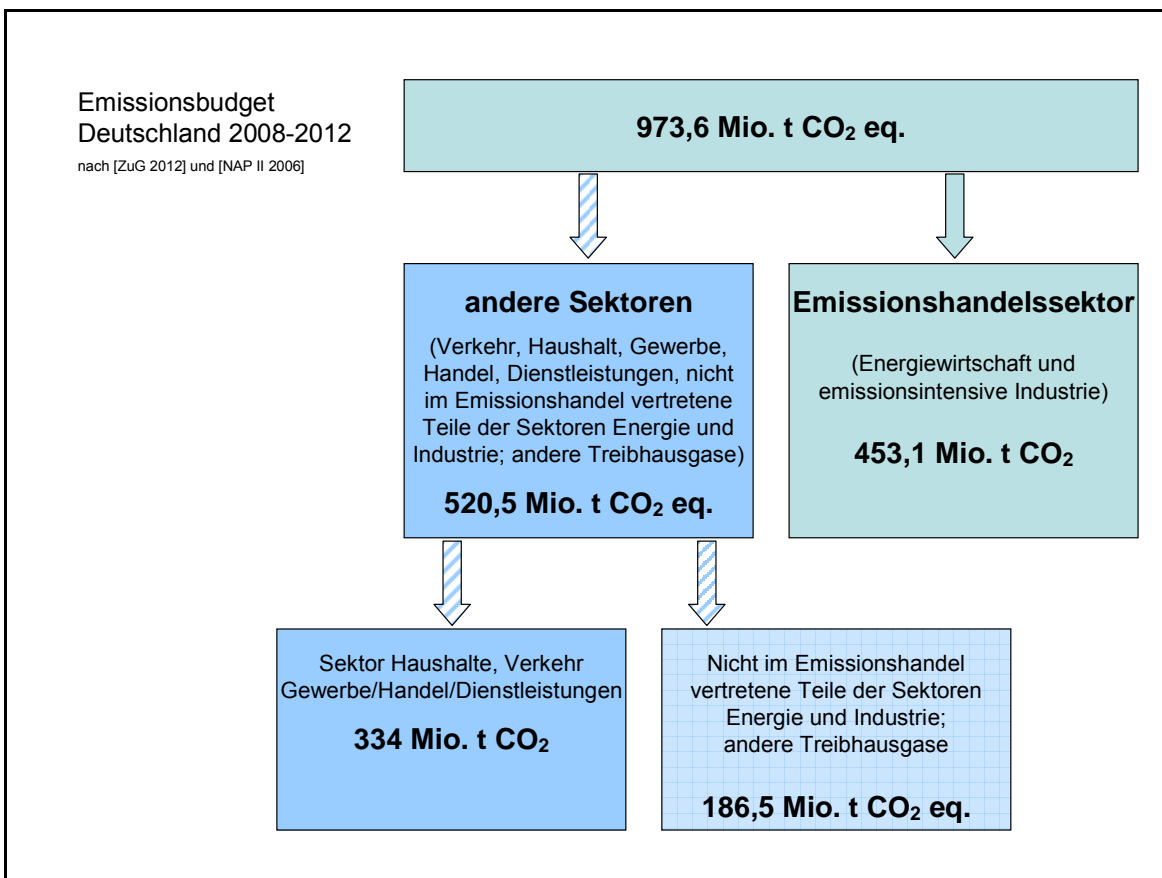 Emissionsbudget
Deutschland 2008-2012
nach [ZuG 2012] und [NAP II 2006]
973,6 Mio. t CO₂ eq.
andere Sektoren
(Verkehr, Haushalt, Gewerbe,
Handel, Dienstleistungen, nicht
im Emissionshandel vertretene
Teile der Sektoren Energie und
Industrie; andere Treibhausgase)
520,5 Mio. t CO₂ eq.
Emissionshandelssektor
(Energiewirtschaft und
emissionsintensive Industrie)
453,1 Mio. t CO₂
Sektor Haushalte, Verkehr
Gewerbe/Handel/Dienstleistungen
334 Mio. t CO₂
Nicht im Emissionshandel
vertretene Teile der Sektoren
Energie und Industrie;
andere Treibhausgase
186,5 Mio. t CO₂ eq.